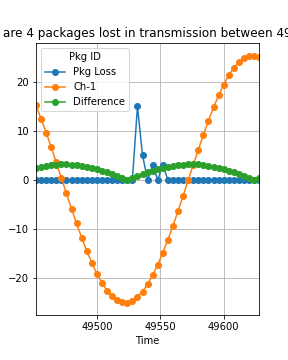 are 4 packages lost in transmission between
Pkg ID
Pkg Loss
Ch-1
Difference
20
10
0
−10
−20
49500
49550
49600
Time